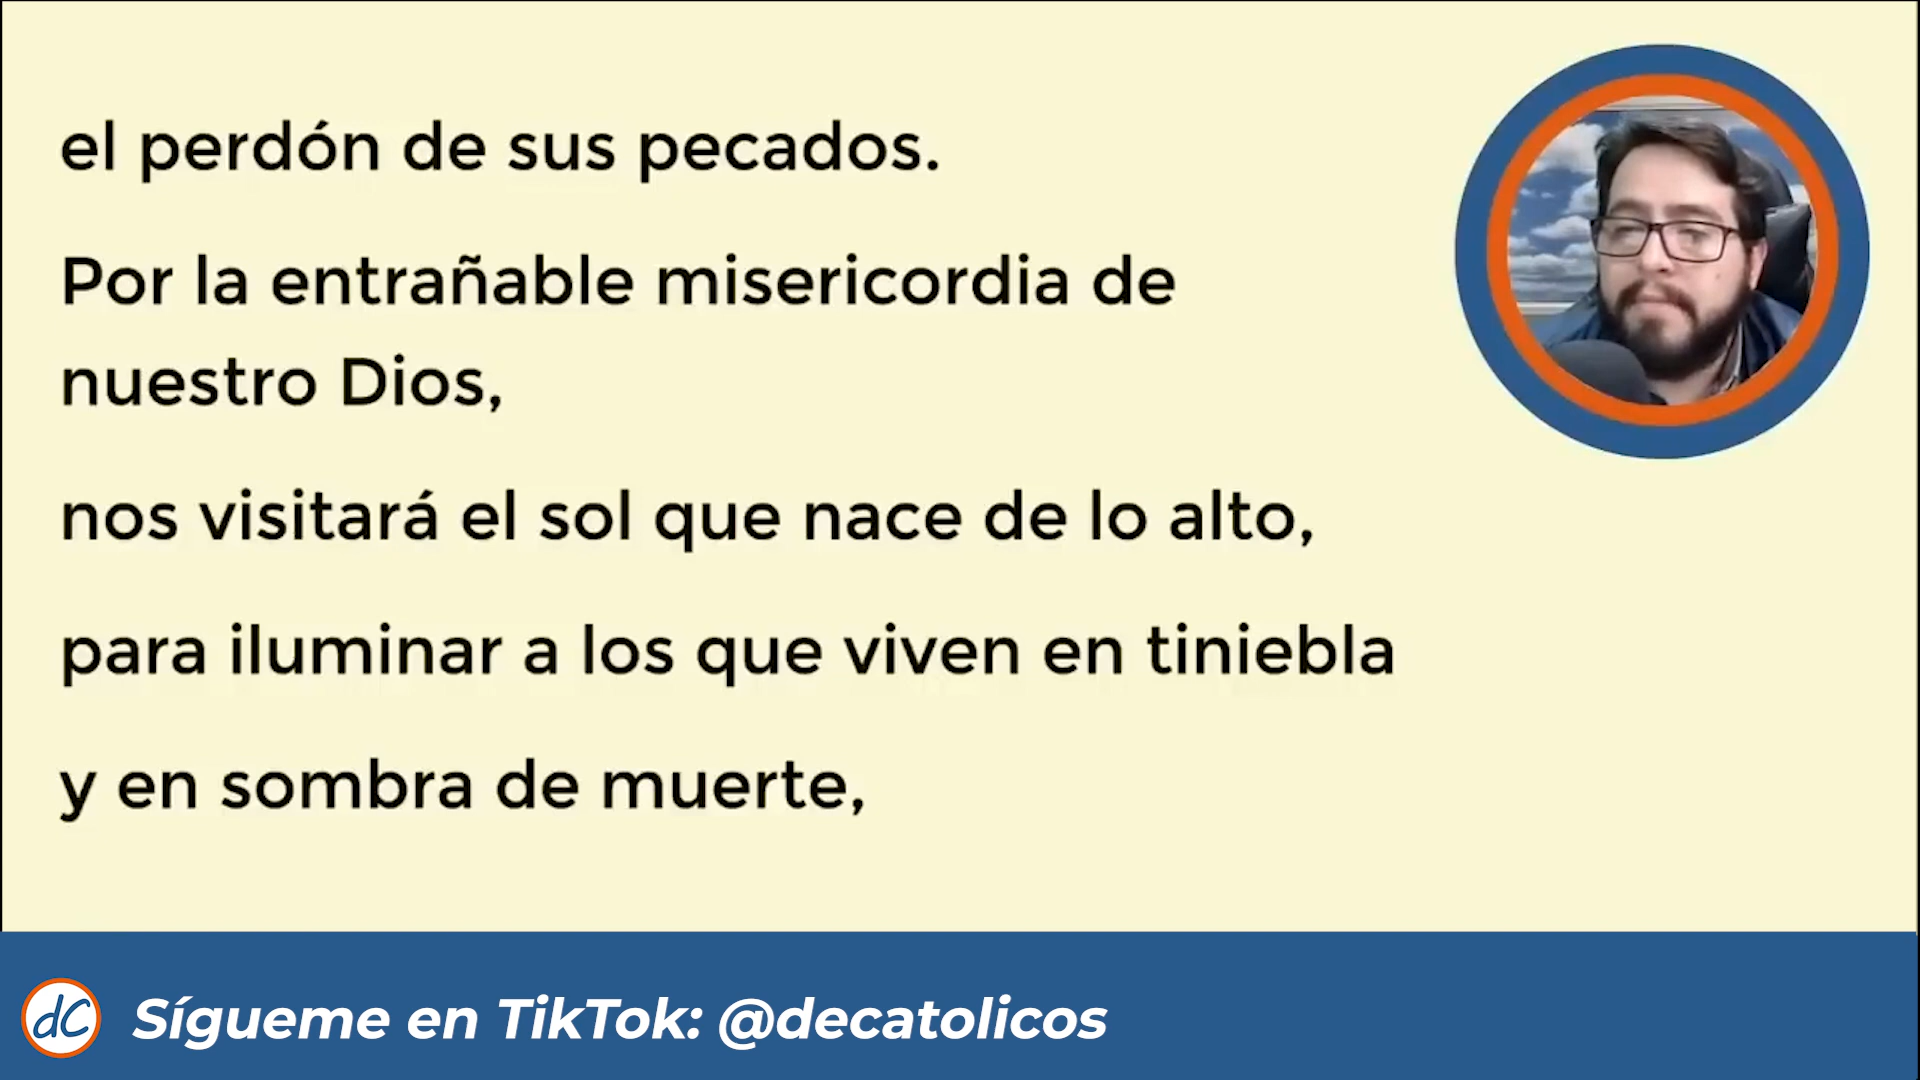 el perdón de sus pecados.
Por la entrañable misericordia de
nuestro Dios,
nos visitará el sol que nace de lo alto,
para iluminar a los que viven en tiniebla
y en sombra de muerte,
dC
Sígueme en TikTok: @decatolicos